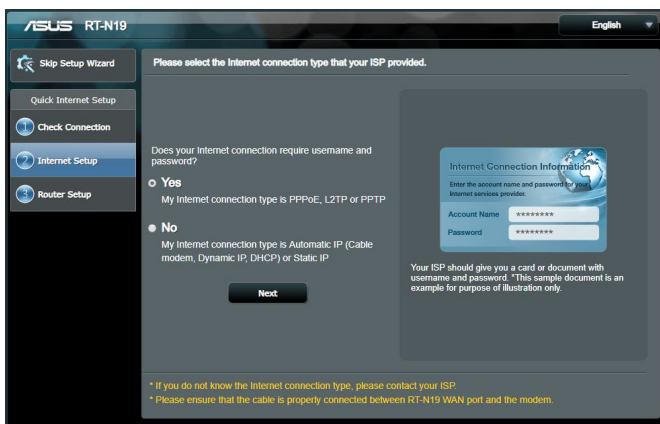 ASUS RT-N19
English
Skip Setup Wizard
Please select the Internet connection type that your ISP provided.
Quick Internet Setup
1 Check Connection
2 Internet Setup
3 Router Setup
Does your Internet connection require username and
password?
Yes
My Internet connection type is PPPoE, L2TP or PPTP
No
My Internet connection type is Automatic IP (Cable
modem, Dynamic IP, DHCP) or Static IP
Next
Internet Connection Information
Enter the account name and password for your
Internet services provider.
Account Name ********
Password ********
Your ISP should give you a card or document with
username and password. *This sample document is an
example for purpose of illustration only.
* If you do not know the Internet connection type, please contact your ISP.
* Please ensure that the cable is properly connected between RT-N19 WAN port and the modem.